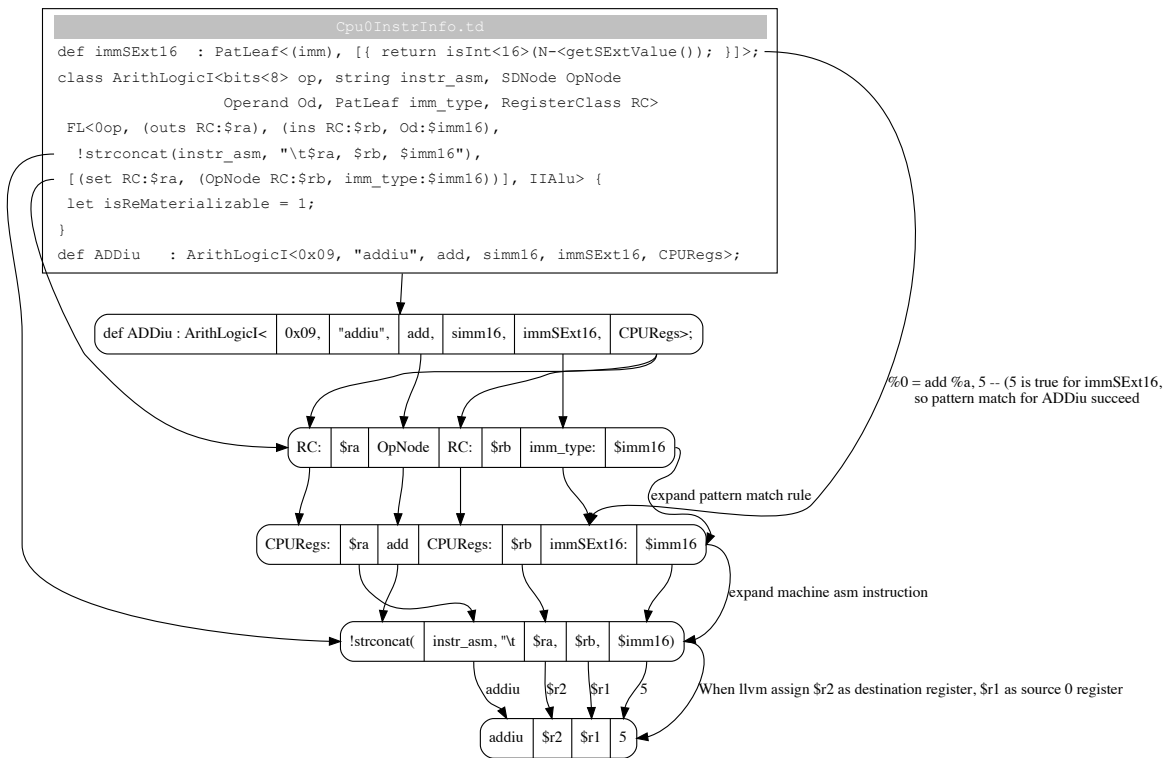 Cpu0InstrInfo.td
def immSExt16  : PatLeaf<(imm), [{ return isInt<16>(N-<getSExtValue()); }]>;
class ArithLogicI<bits<8> op, string instr_asm, SDNode OpNode
Operand Od, PatLeaf imm_type, RegisterClass RC>
FL<0op, (outs RC:$ra), (ins RC:$rb, Od:$imm16),
!strconcat(instr_asm, "\t$ra, $rb, $imm16"),
[(set RC:$ra, (OpNode RC:$rb, imm_type:$imm16))], IIAlu> {
let isReMaterializable = 1;
}
def ADDiu   : ArithLogicI<0x09, "addiu", add, simm16, immSExt16, CPURegs>;
def ADDiu : ArithLogicI< 0x09, "addiu", add, simm16, immSExt16, CPURegs>;
%0 = add %a, 5 -- (5 is true for immSExt16,
so pattern match for ADDiu succeed
RC: $ra OpNode RC: $rb imm_type: $imm16
expand pattern match rule
CPURegs: $ra add CPURegs: $rb immSExt16: $imm16
expand machine asm instruction
!strconcat( instr_asm, "\t $ra, $rb, $imm16)
addiu $r2 $r1 5
When llvm assign $r2 as destination register, $r1 as source 0 register
addiu $r2 $r1 5